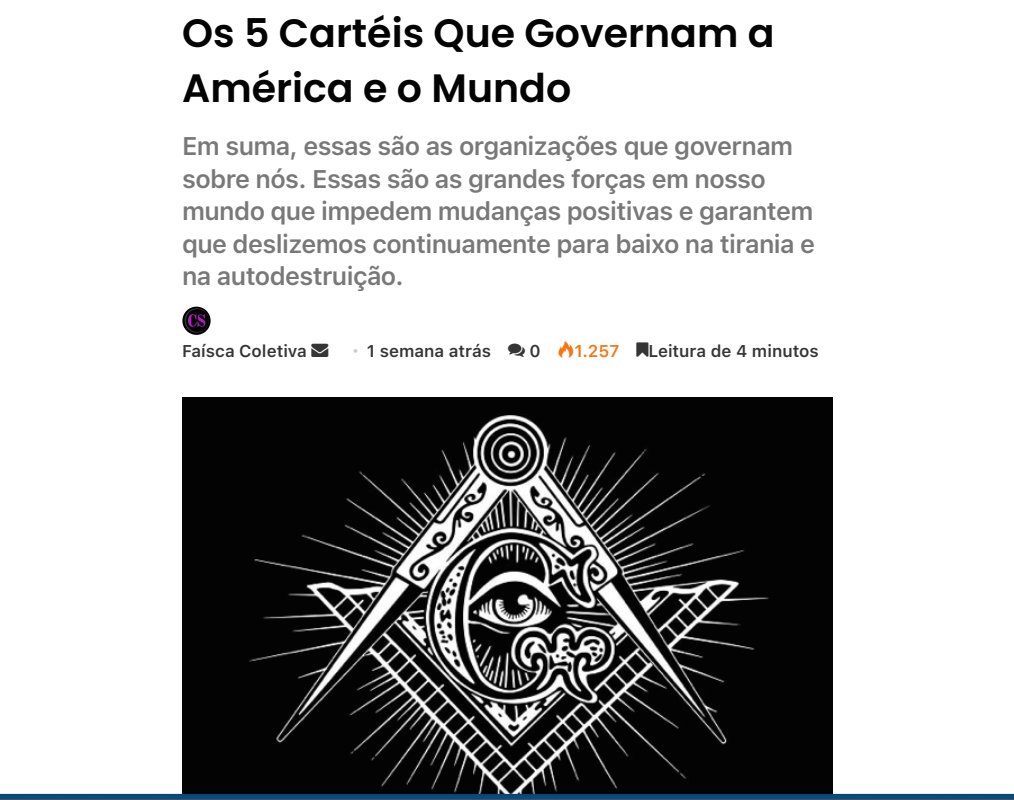 Os 5 Cartéis Que Governam a
América e o Mundo
Em suma, essas são as organizações que governam
sobre nós. Essas são as grandes forças em nosso
mundo que impedem mudanças positivas e garantem
que deslizemos continuamente para baixo na tirania e
na autodestruição.
CS
Faísca Coletiva · 1 semana atrás 0 1.257 Leitura de 4 minutos
G